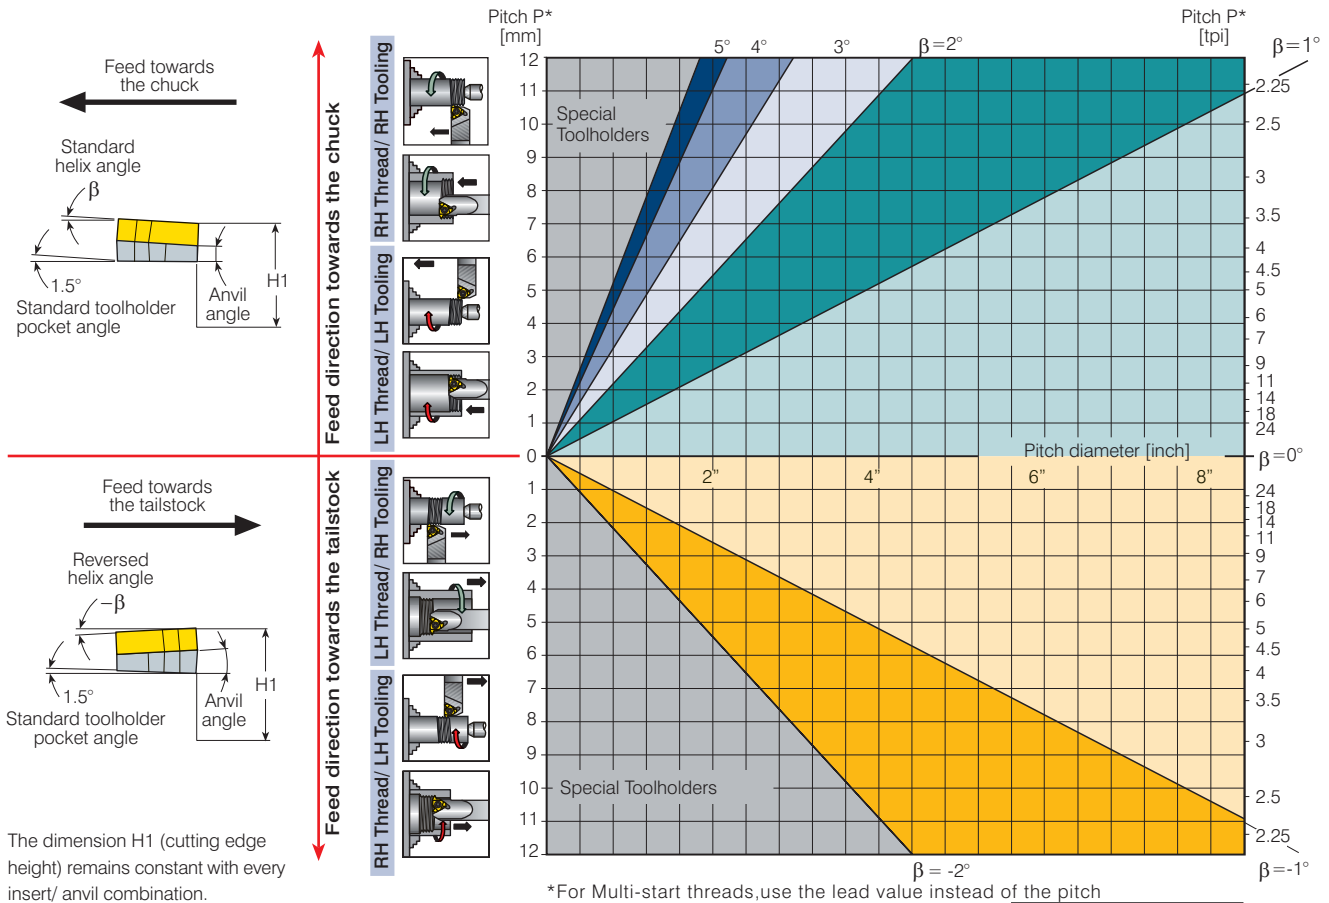 Feed towards
the chuck
Standard
helix angle
β
1.5°
Standard toolholder
pocket angle
Anvil
angle
H1
Feed towards
the tailstock
Reversed
helix angle
–β
1.5°
Standard toolholder
pocket angle
Anvil
angle
H1
The dimension H1 (cutting edge
height) remains constant with every
insert/ anvil combination.
Feed direction towards the chuck
Feed direction towards the tailstock
RH Thread/ RH Tooling
LH Thread/ LH Tooling
LH Thread/ RH Tooling
RH Thread/ LH Tooling
Pitch P*
[mm]
Pitch P*
[tpi]
5°
4°
3°
β=2°
β=1°
12
11
10
9
8
7
6
5
4
3
2
1
0
1
2
3
4
5
6
7
8
9
10
11
12
Special
Toolholders
Pitch diameter [inch]
2”
4”
6”
8”
Special Toolholders
2.25
2.5
3
3.5
4
4.5
5
6
7
9
11
14
18
24
β=0°
24
18
14
11
9
7
6
5
4.5
4
3.5
3
2.5
2.25
β=-1°
β = -2°
*For Multi-start threads,use the lead value instead of the pitch